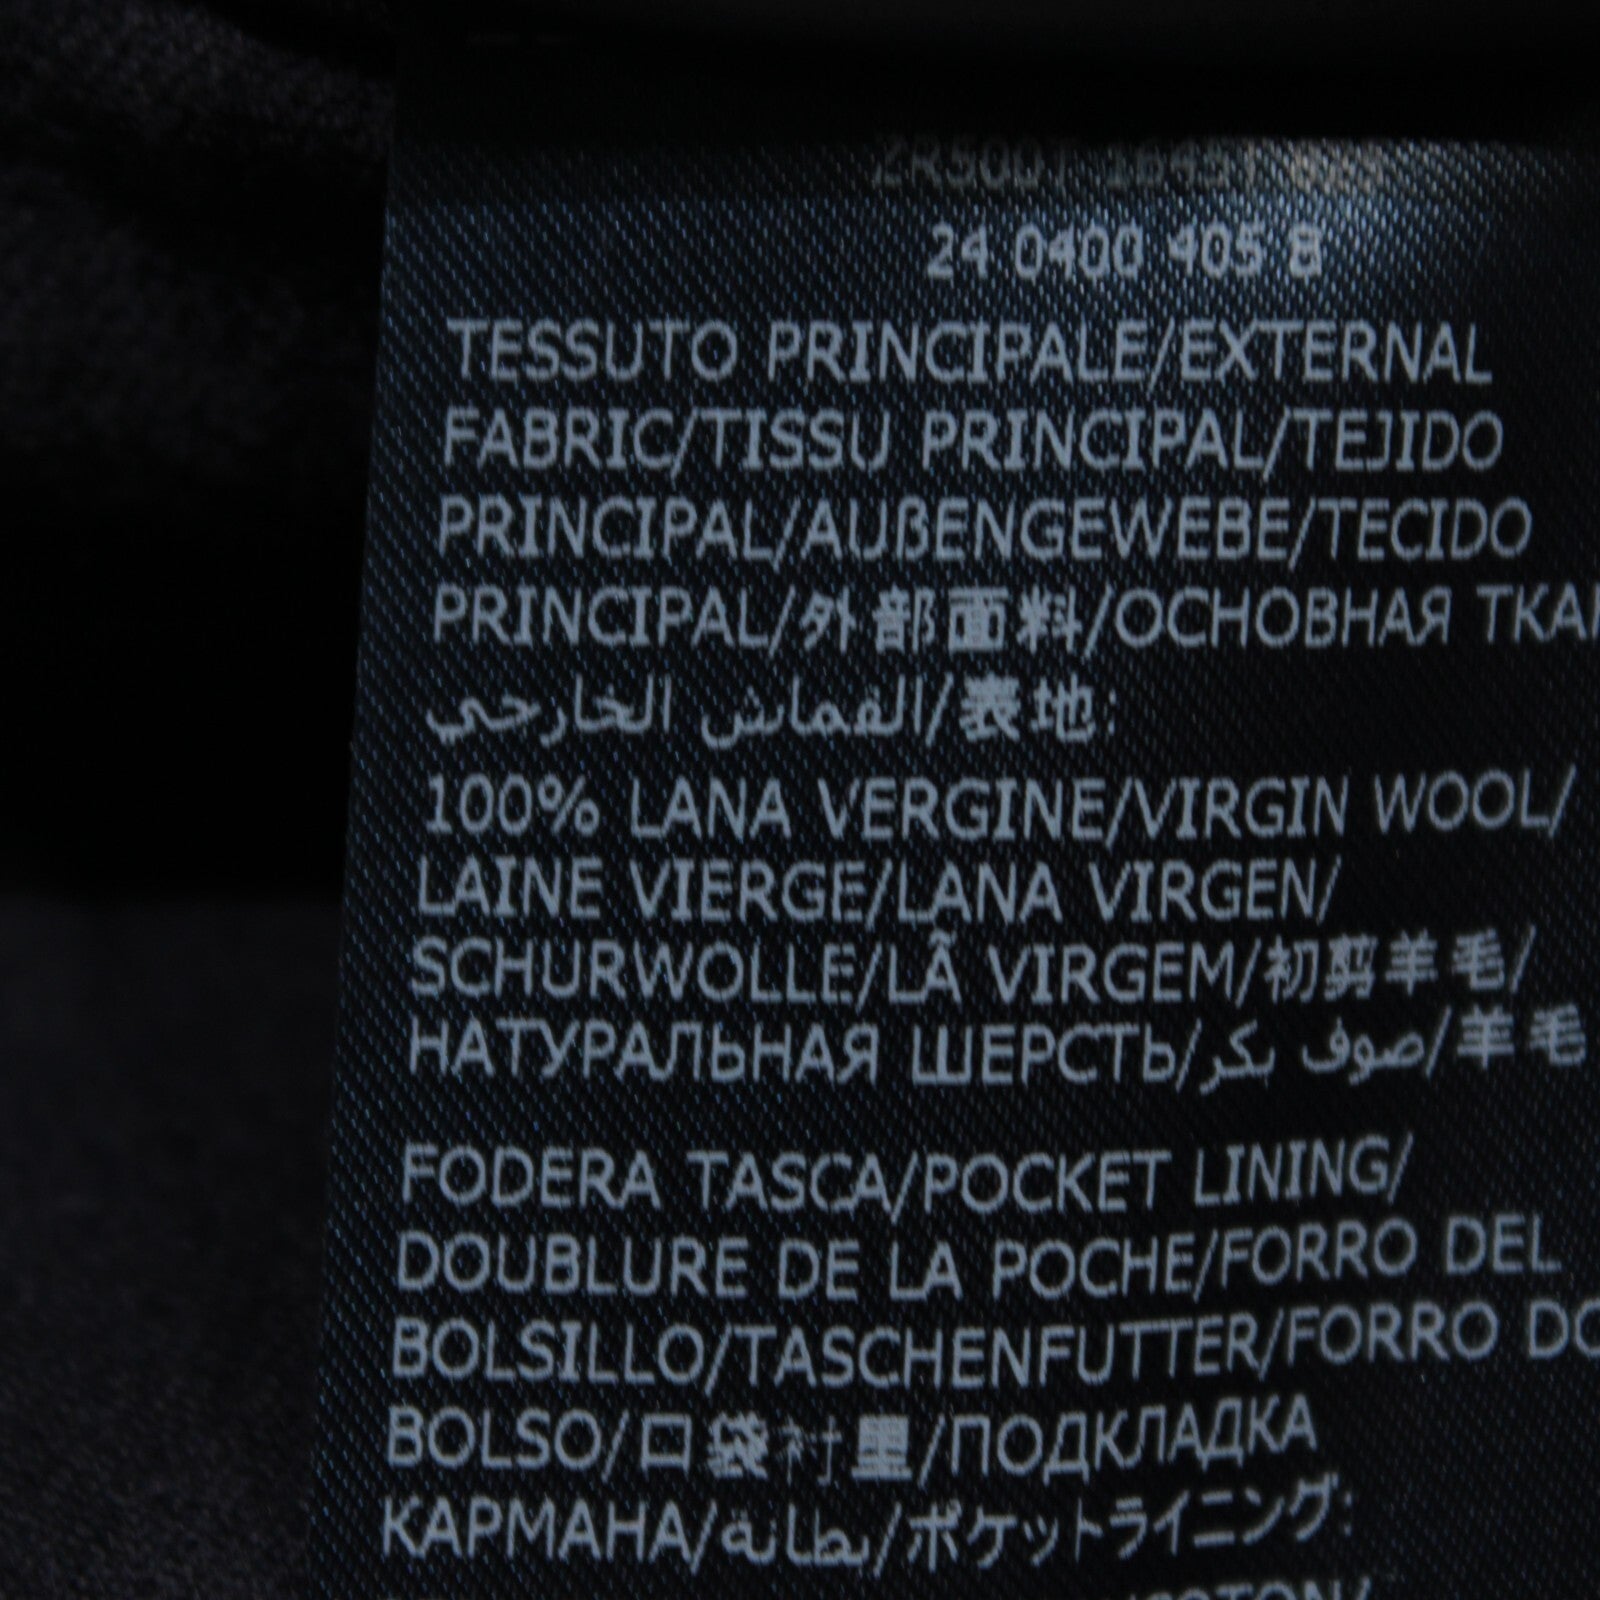 24 0400 405 8
TESSUTO PRINCIPALE/EXTERNAL
FABRIC/TISSU PRINCIPAL/TEJIDO
PRINCIPAL/AUßENGEWEBE/TECIDO
PRINCIPAL/外部面料/ОСНОВНАЯ
القماش الخارجي/表地:
100% LANA VERGINE/VIRGIN WOOL/
LAINE VIERGE/LANA VIRGEN/
SCHURWOLLE/LÃ VIRGEM/初剪羊毛/
НАТУРАЛЬНАЯ ШЕРСТЬ/صوف بكر/羊毛
FODERA TASCA/POCKET LINING/
DOUBLURE DE LA POCHE/FORRO DEL
BOLSILLO/TASCHENFUTTER/FORRO
BOLSO/口袋衬里/ПОДКЛАДКА
КАРМАНА/بطانة/ポケットライニング: